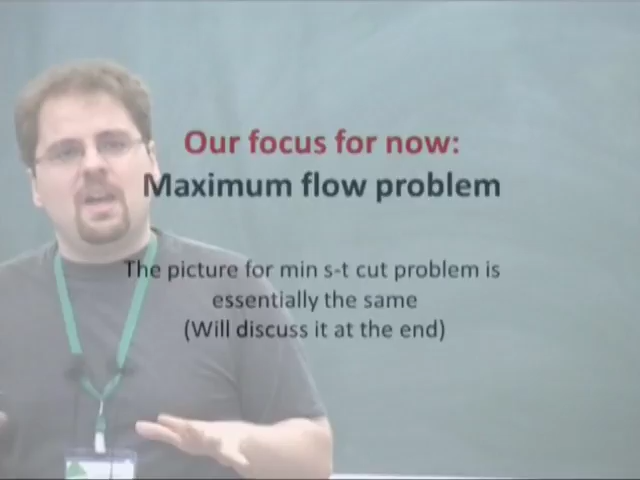 Our focus for now:
Maximum flow problem
The picture for min s-t cut problem is
essentially the same
(Will discuss it at the end)